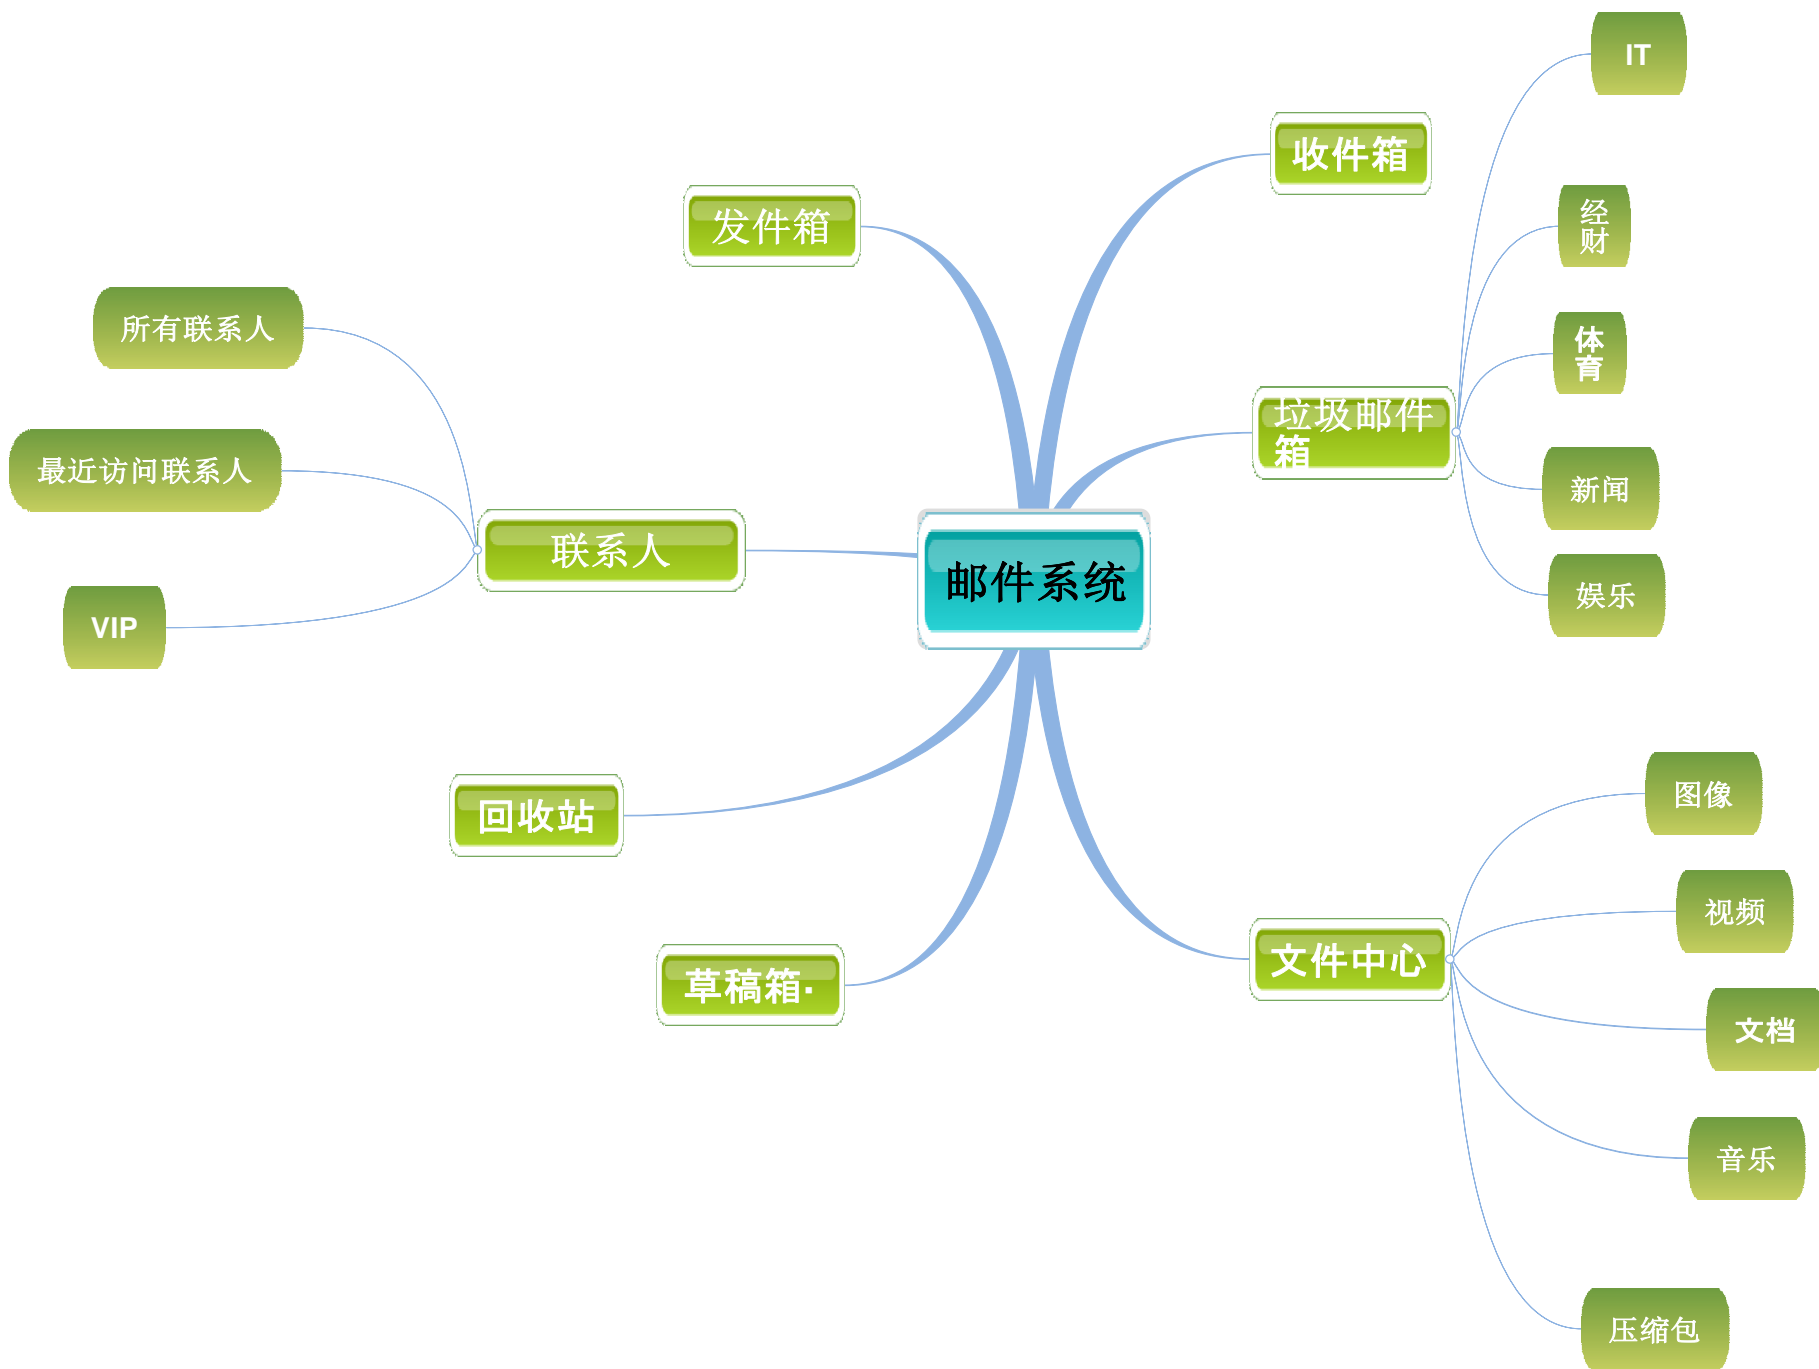 IT
收件箱
经
财
发件箱
体
育
所有联系人
垃圾邮件
箱
最近访问联系人
新闻
联系人
邮件系统
娱乐
VIP
图像
回收站
视频
文件中心
草稿箱.
文档
音乐
压缩包